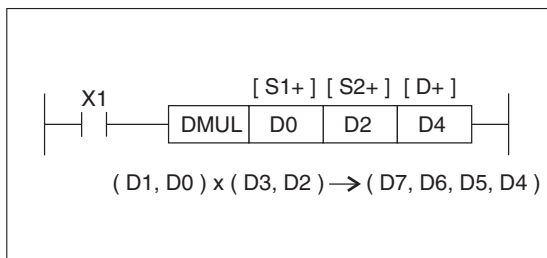 [ S1+ ] [ S2+ ] [ D+ ]
X1
DMUL D0 D2 D4
( D1, D0 ) x ( D3, D2 ) → ( D7, D6, D5, D4 )